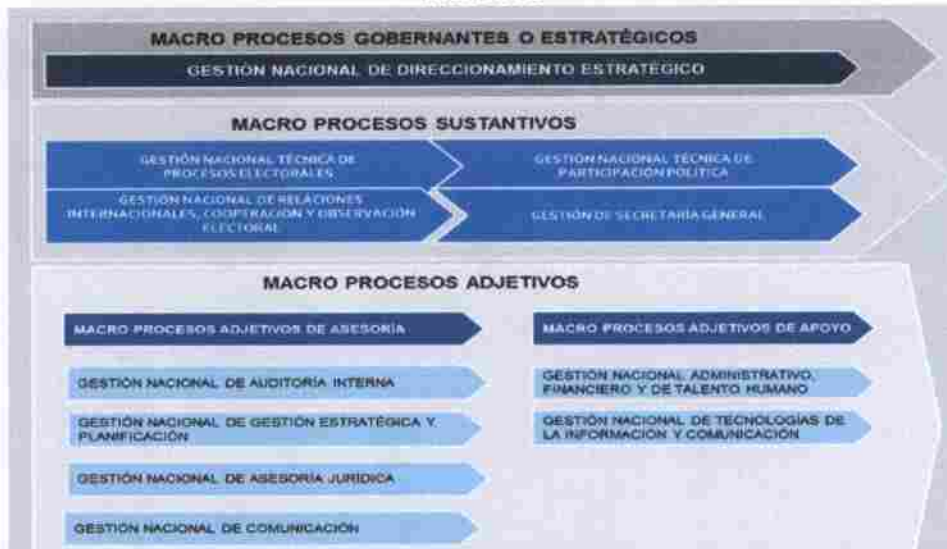 MACRO PROCESOS GOBERNANTES O ESTRATÉGICOS
GESTIÓN NACIONAL DE DIRECCIONAMIENTO ESTRATÉGICO
MACRO PROCESOS SUSTANTIVOS
GESTIÓN NACIONAL TÉCNICA DE
PROCESOS ELECTORALES
GESTIÓN NACIONAL TÉCNICA DE
PARTICIPACIÓN POLÍTICA
GESTIÓN NACIONAL DE RELACIONES
INTERNACIONALES, COOPERACIÓN Y OBSERVACIÓN
ELECTORAL
GESTIÓN DE SECRETARÍA GENERAL
MACRO PROCESOS ADJETIVOS
MACRO PROCESOS ADJETIVOS DE ASESORÍA
GESTIÓN NACIONAL DE AUDITORÍA INTERNA
GESTIÓN NACIONAL DE GESTIÓN ESTRATÉGICA Y
PLANIFICACIÓN
GESTIÓN NACIONAL DE ASESORÍA JURÍDICA
GESTIÓN NACIONAL DE COMUNICACIÓN
MACRO PROCESOS ADJETIVOS DE APOYO
GESTIÓN NACIONAL ADMINISTRATIVO,
FINANCIERO Y DE TALENTO HUMANO
GESTIÓN NACIONAL DE TECNOLOGÍAS DE
LA INFORMACIÓN Y COMUNICACIÓN